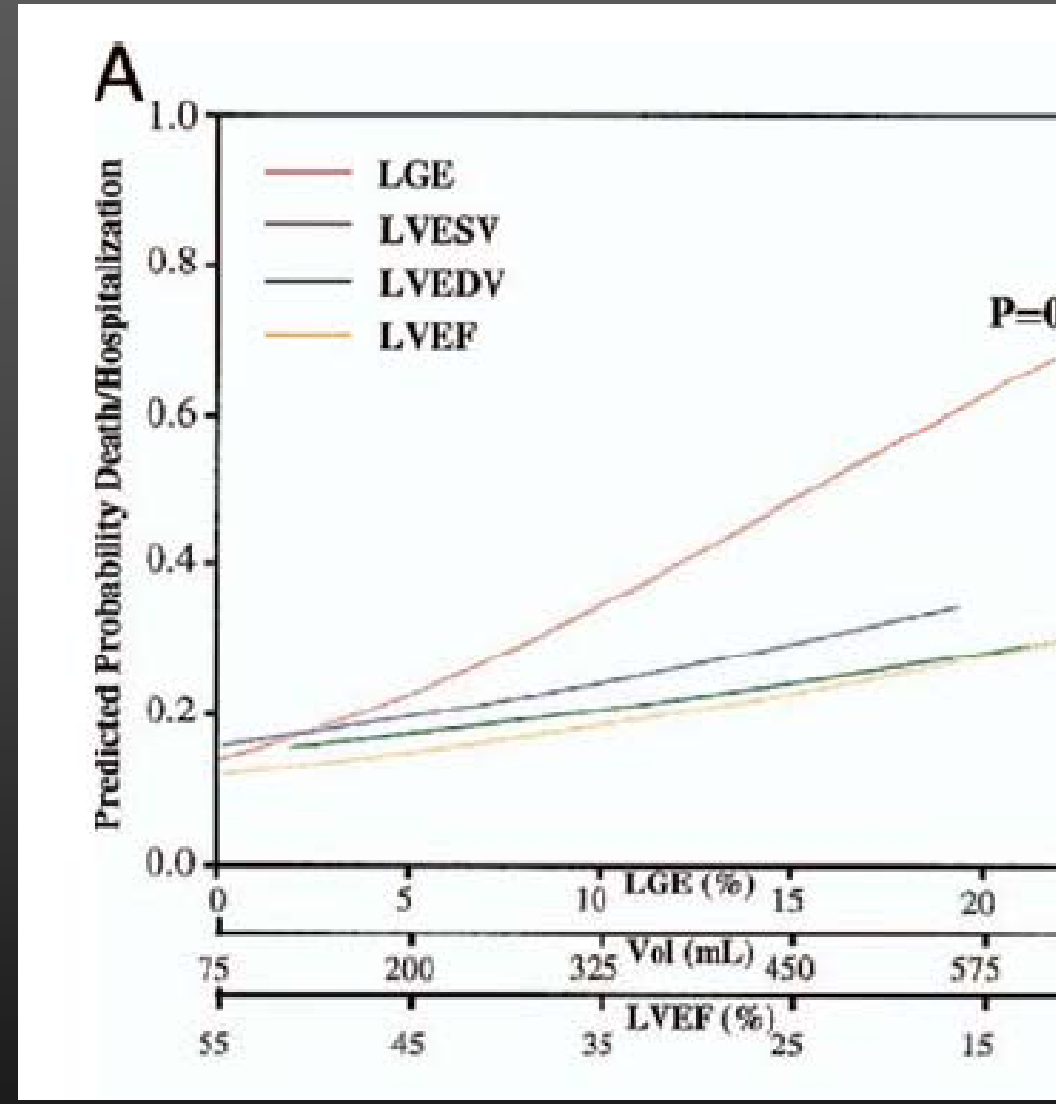 A
1.0
LGE
LVESV
0.8
LVEDV
P=0
LVEF
0.6
0.4
0.2
0.0
Predicted Probability Death/Hospitalization
0 5 10 LGE (%) 15 20
75 200 325 Vol (mL) 450 575
55 45 35 LVEF (%) 25 15